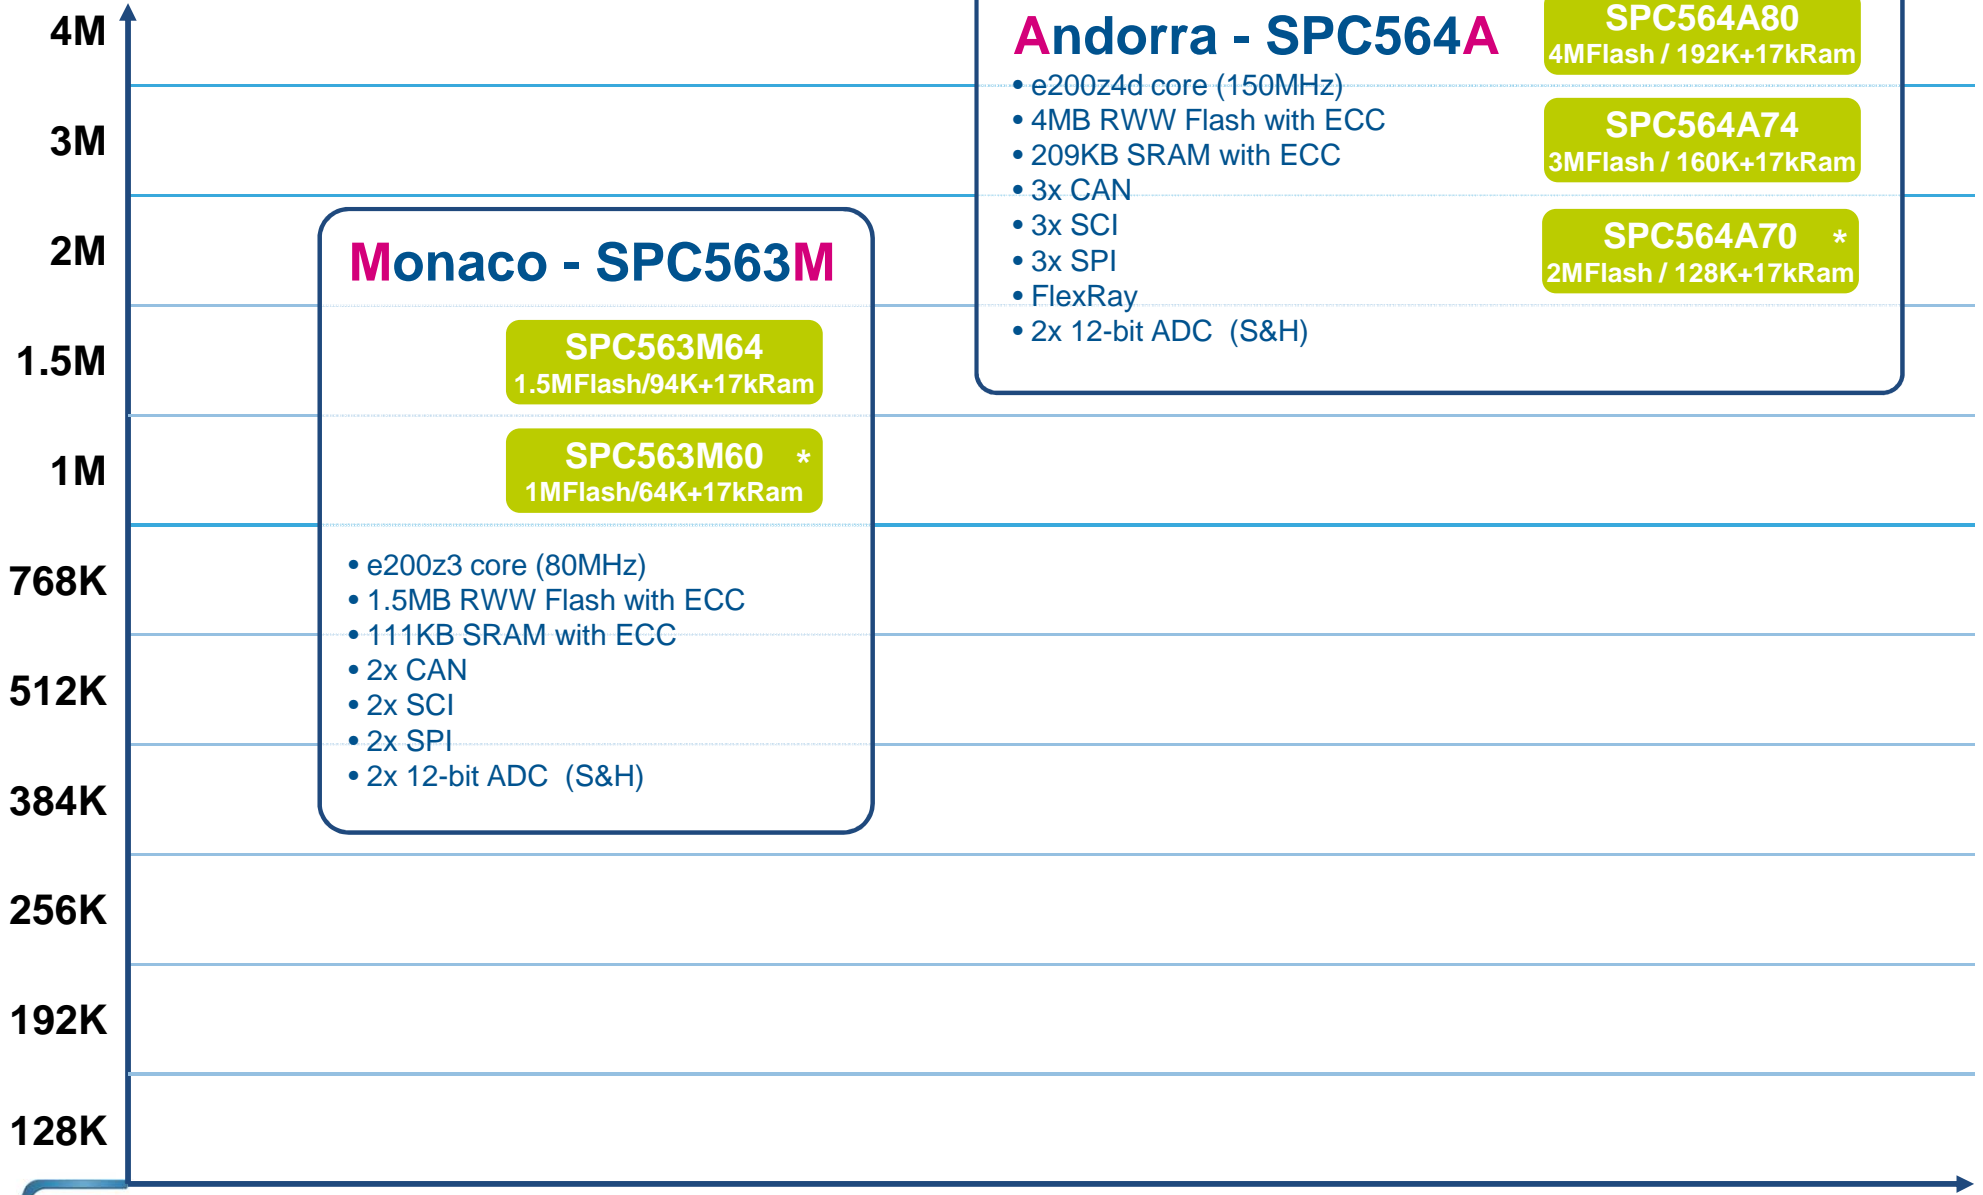 4M
3M
2M
1.5M
1M
768K
512K
384K
256K
192K
128K
Monaco - SPC563M
SPC563M64
1.5MFlash/94K+17kRam
SPC563M60 *
1MFlash/64K+17kRam
• e200z3 core (80MHz)
• 1.5MB RWW Flash with ECC
• 111KB SRAM with ECC
• 2x CAN
• 2x SCI
• 2x SPI
• 2x 12-bit ADC (S&H)
Andorra - SPC564A
• e200z4d core (150MHz)
• 4MB RWW Flash with ECC
• 209KB SRAM with ECC
• 3x CAN
• 3x SCI
• 3x SPI
• FlexRay
• 2x 12-bit ADC (S&H)
SPC564A80
4MFlash / 192K+17kRam
SPC564A74
3MFlash / 160K+17kRam
SPC564A70 *
2MFlash / 128K+17kRam